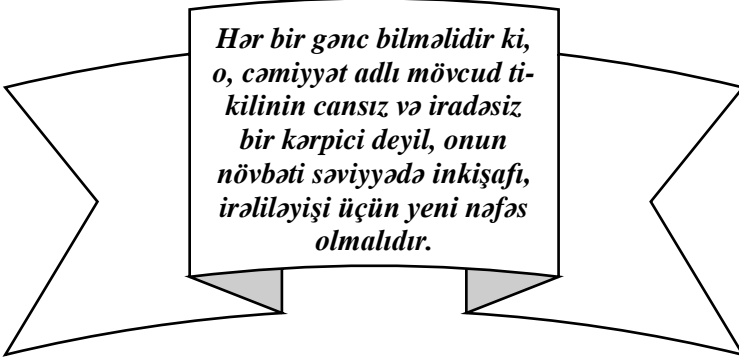 Hər bir gənc bilməlidir ki,
o, cəmiyyət adlı mövcud ti-
kilinin cansız və iradəsiz
bir kərpici deyil, onun
növbəti səviyyədə inkişafı,
irəliləyişi üçün yeni nəfəs
olmalıdır.